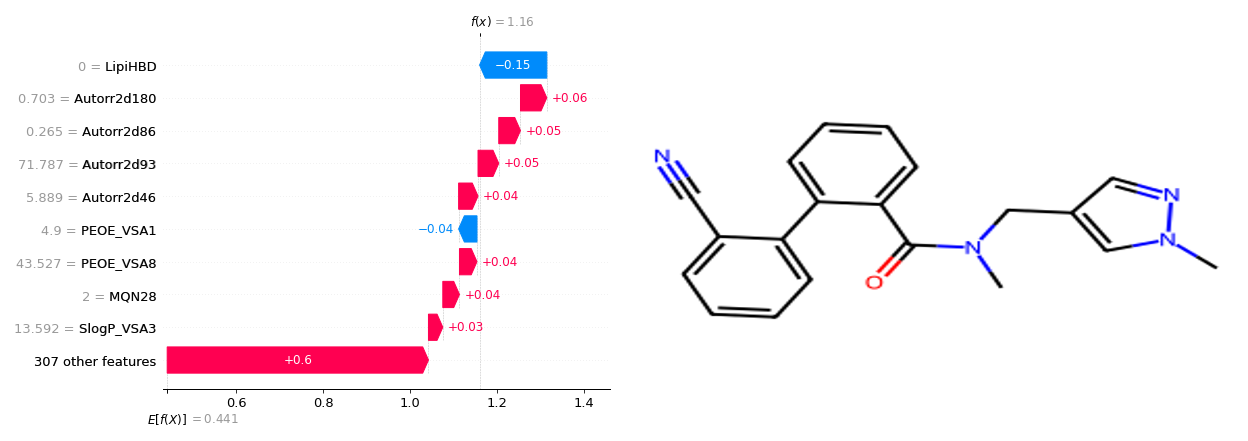 f(x) = 1.16
0 = LipiHBD −0.15
0.703 = Autorr2d180 +0.06
0.265 = Autorr2d86 +0.05
71.787 = Autorr2d93 +0.05
5.889 = Autorr2d46 +0.04
4.9 = PEOE_VSA1 −0.04
43.527 = PEOE_VSA8 +0.04
2 = MQN28 +0.04
13.592 = SlogP_VSA3 +0.03
307 other features +0.6
0.6 0.8 1.0 1.2 1.4
E[f(X)] = 0.441
N
N
N
N
O